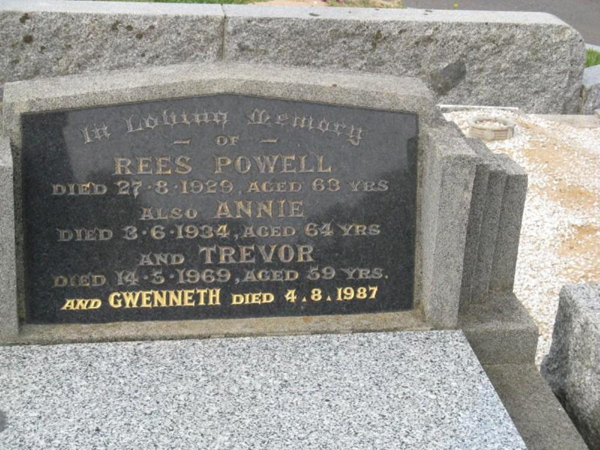 In Loving Memory
— OF —
REES POWELL
DIED 27·8·1929, AGED 63 YRS
ALSO ANNIE
DIED 3·6·1934, AGED 64 YRS
AND TREVOR
DIED 14·5·1969, AGED 59 YRS.
AND GWENNETH DIED 4.8.1987